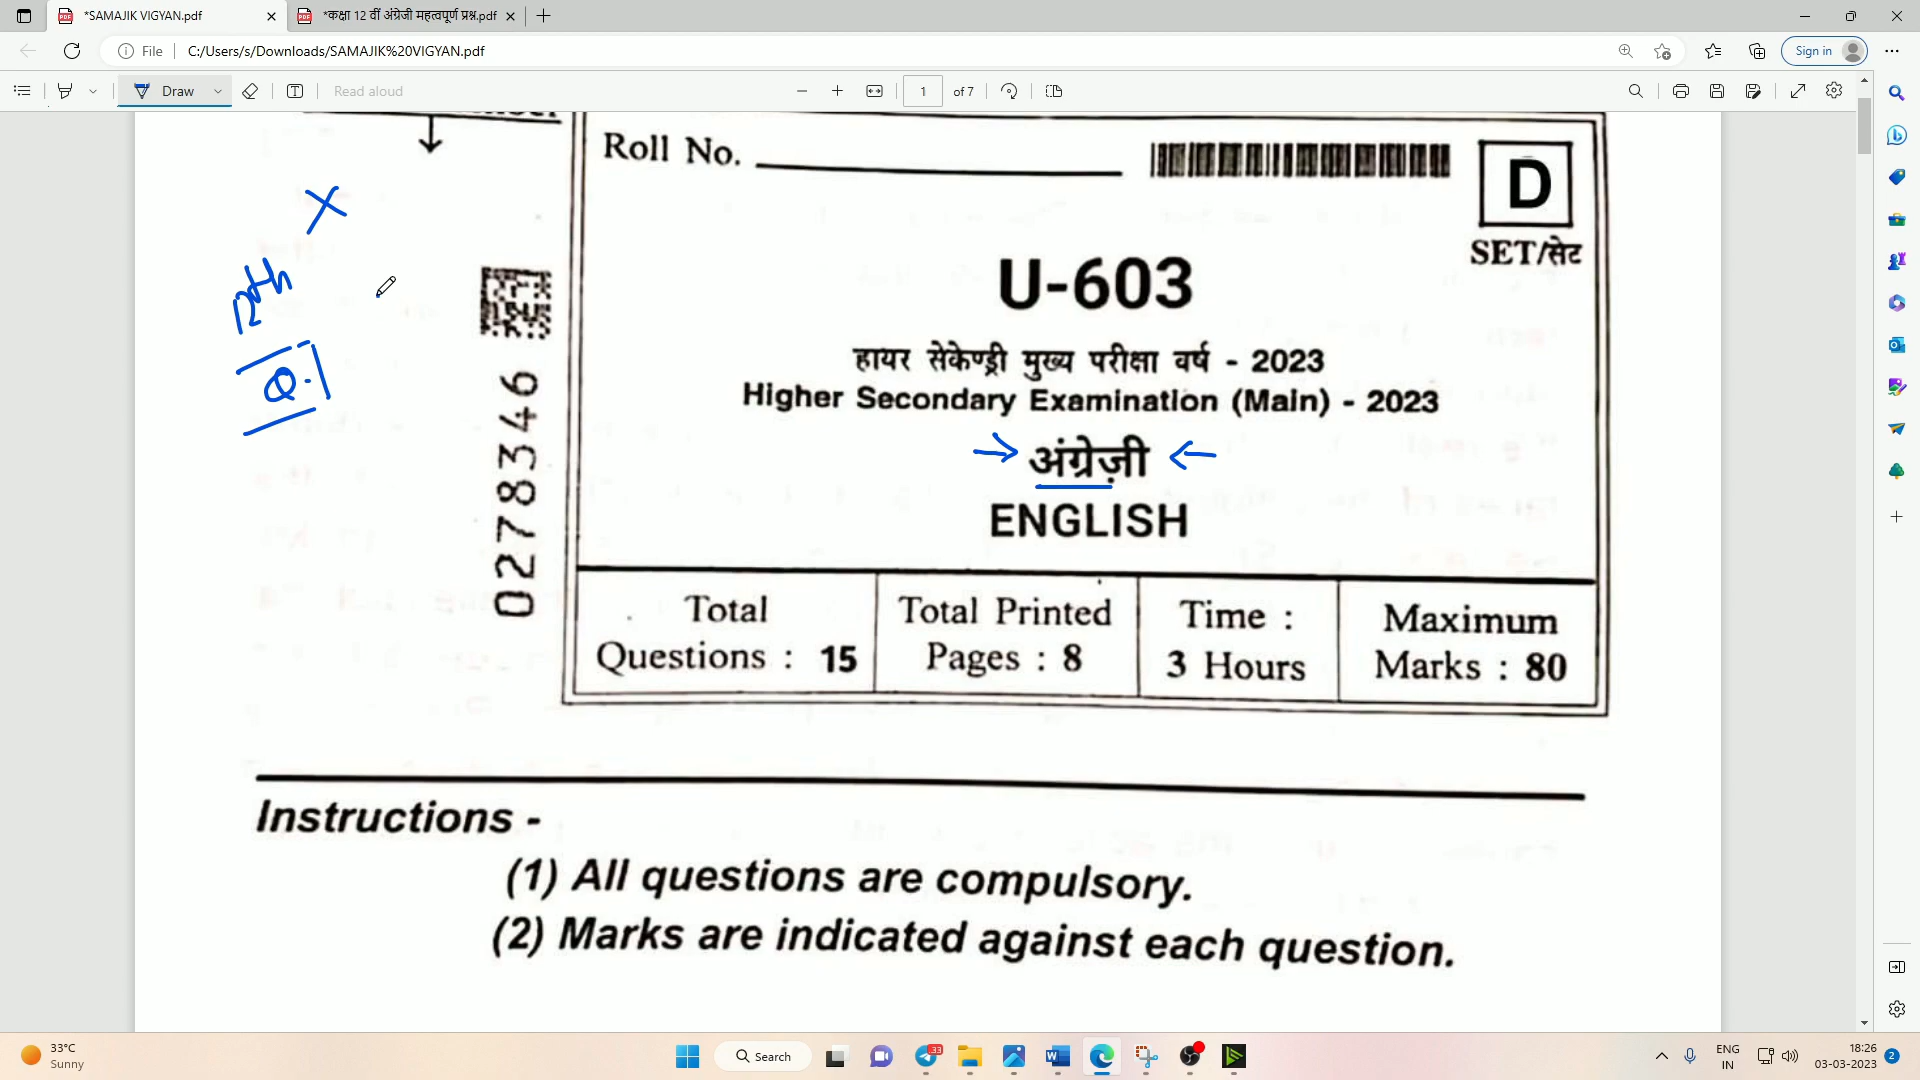 *SAMAJIK VIGYAN.pdf
*कक्षा 12 वीं अंग्रेजी महत्वपूर्ण प्रश्न.pdf
File
C:/Users/s/Downloads/SAMAJIK%20VIGYAN.pdf
Sign in
Draw
Read aloud
1
of 7
Roll No.
D
SET/सेट
X
12th
Q.
0278346
U-603
हायर सेकेण्ड्री मुख्य परीक्षा वर्ष - 2023
Higher Secondary Examination (Main) - 2023
अंग्रेज़ी
ENGLISH
Total Questions : 15
Total Printed Pages : 8
Time : 3 Hours
Maximum Marks : 80
Instructions -
(1) All questions are compulsory.
(2) Marks are indicated against each question.
33°C
Sunny
Search
33
ENG
IN
18:26
03-03-2023
2